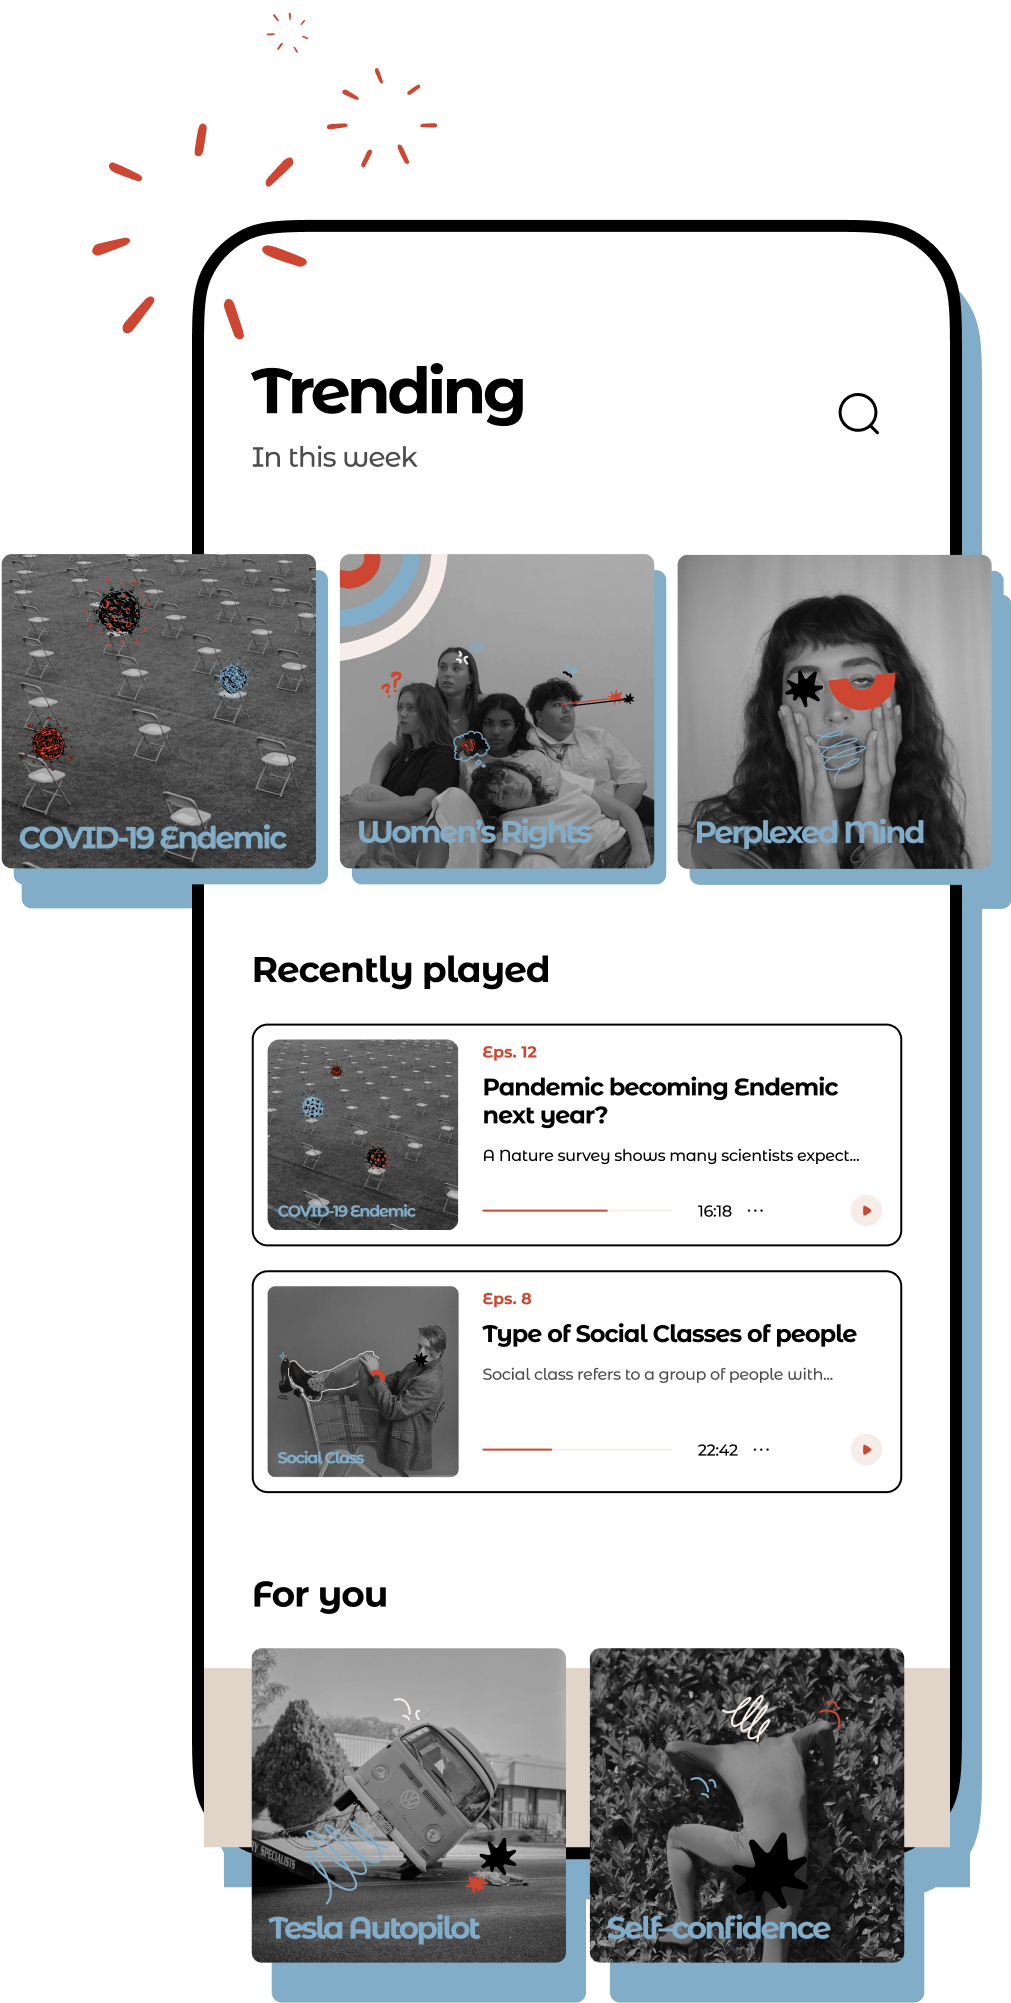 Trending
In this week
COVID-19 Endemic
Women's Rights
Perplexed Mind
Recently played
Eps. 12
Pandemic becoming Endemic
next year?
A Nature survey shows many scientists expect...
COVID-19 Endemic
16:18 ...
Eps. 8
Type of Social Classes of people
Social class refers to a group of people with...
Social Class
22:42 ...
For you
SPECIALISTS
Tesla Autopilot
Self-confidence